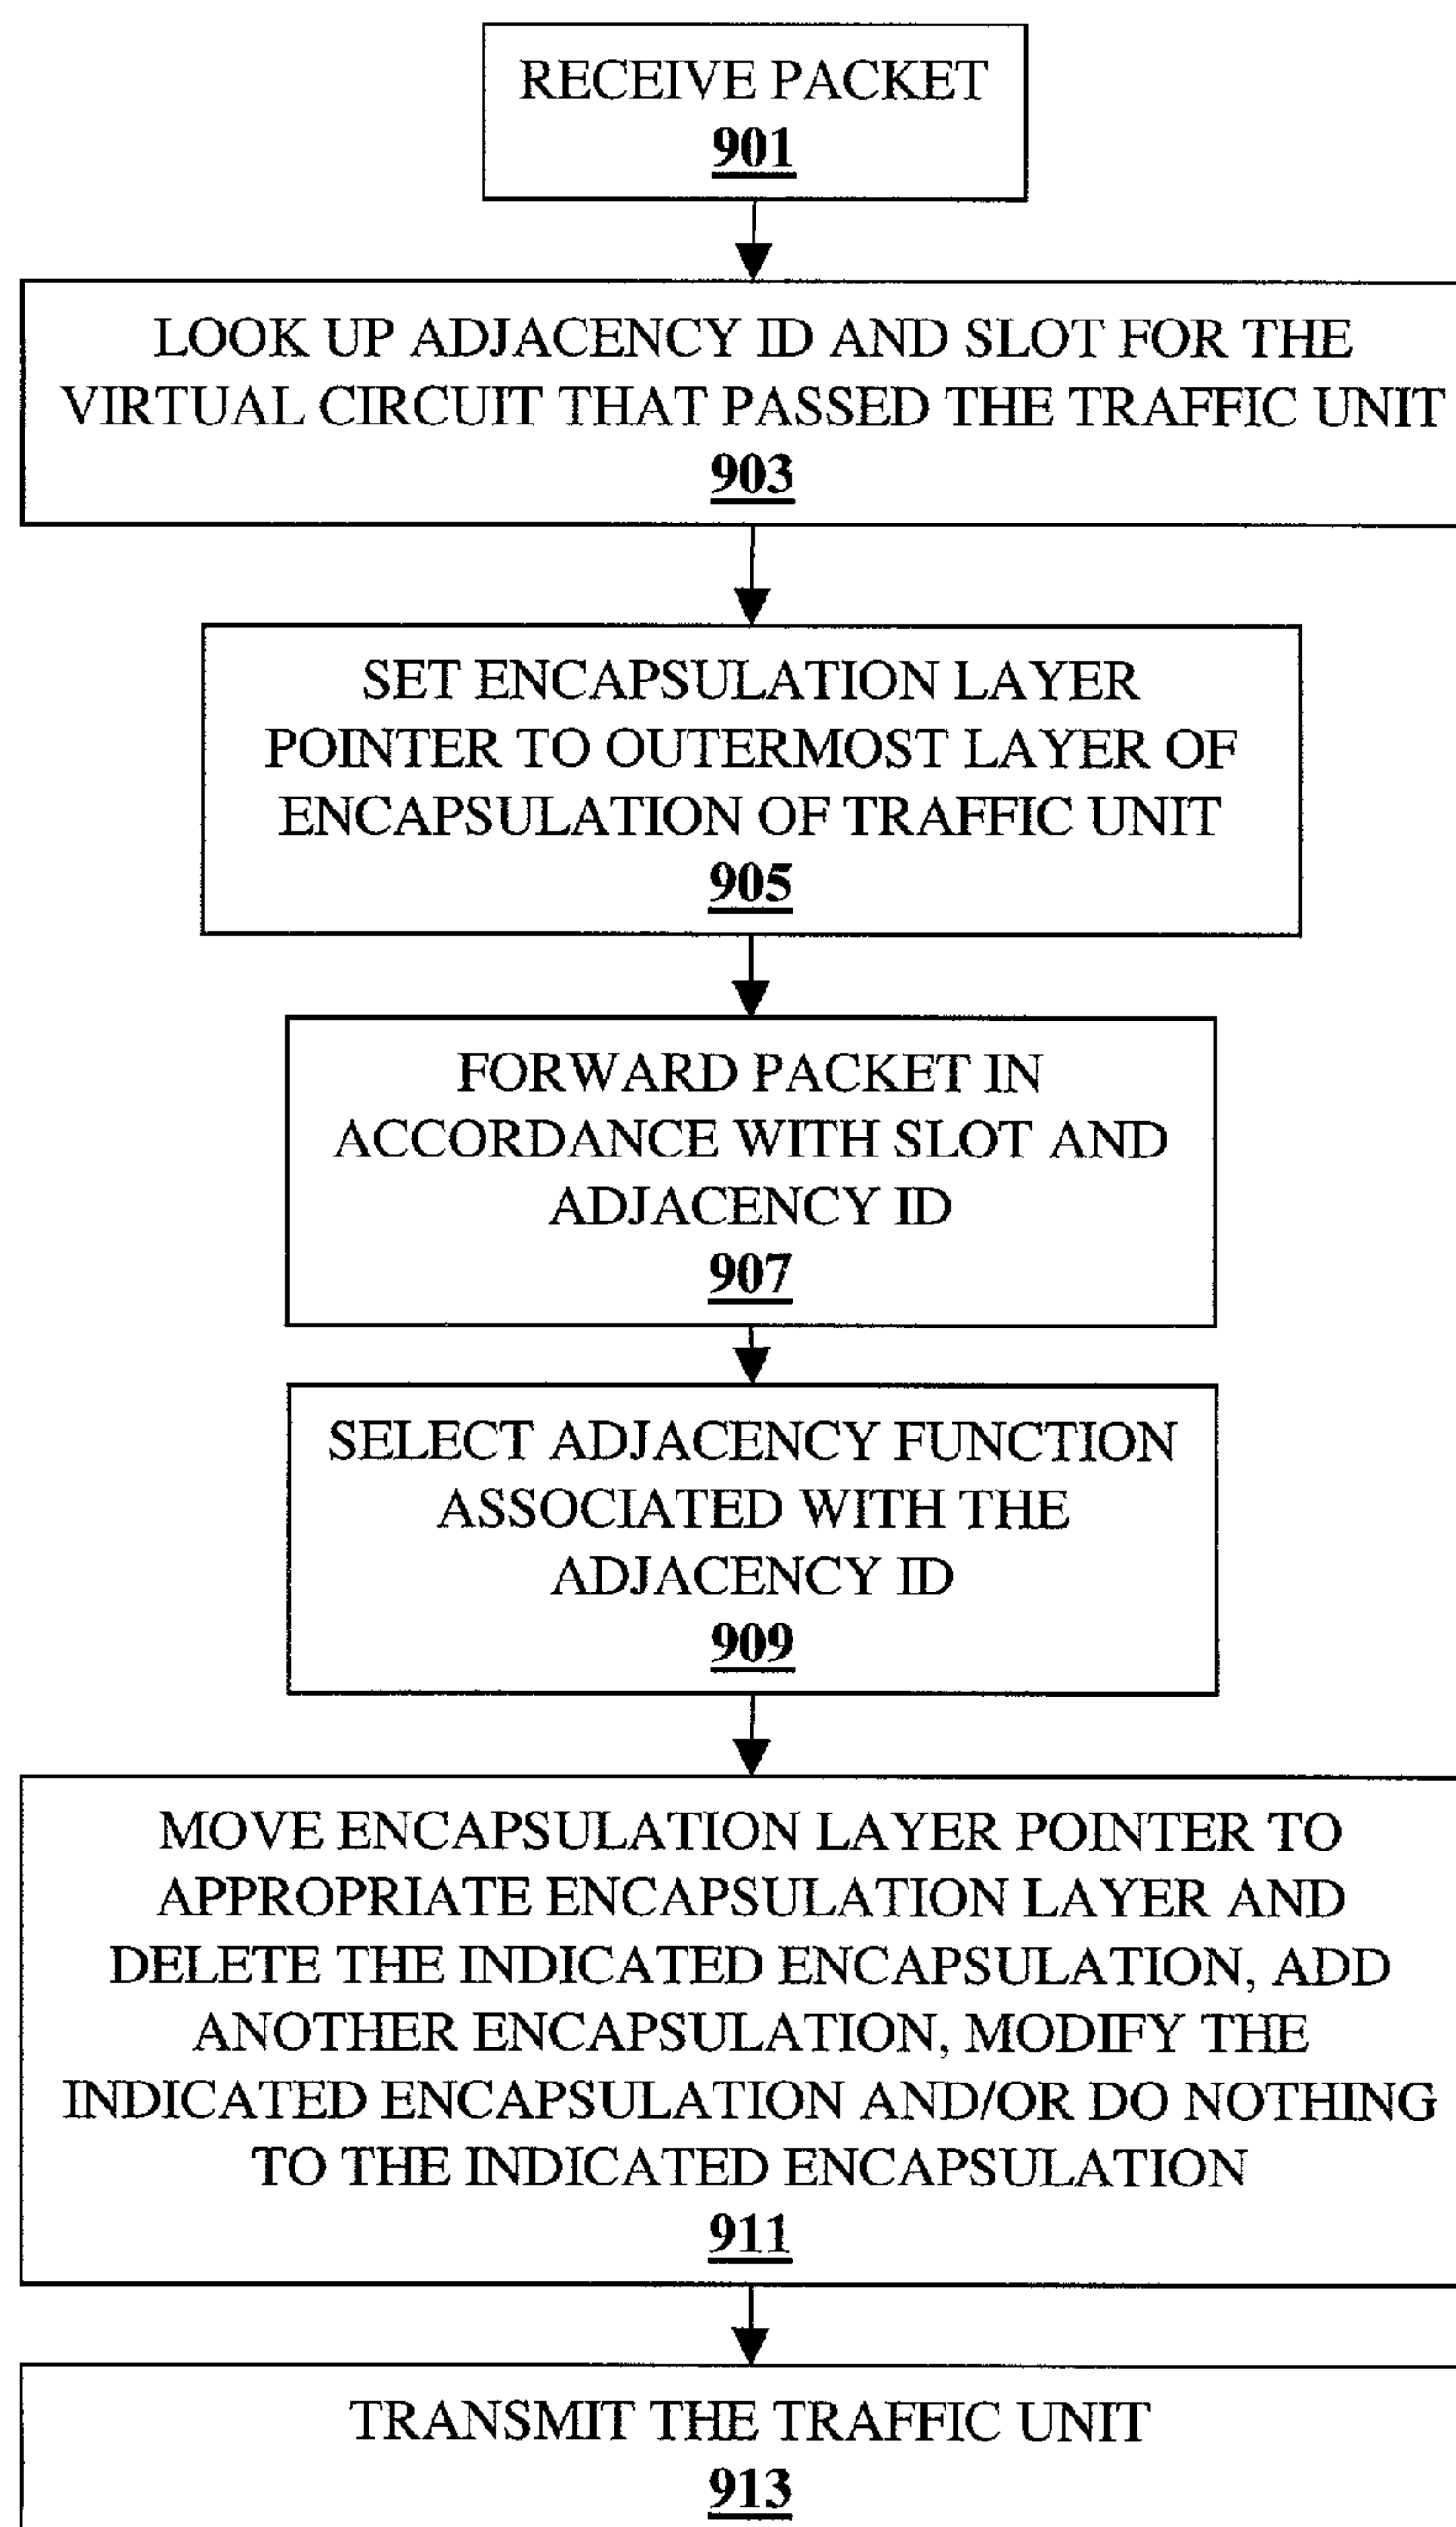 RECEIVE PACKET
901
LOOK UP ADJACENCY ID AND SLOT FOR THE
VIRTUAL CIRCUIT THAT PASSED THE TRAFFIC UNIT
903
SET ENCAPSULATION LAYER
POINTER TO OUTERMOST LAYER OF
ENCAPSULATION OF TRAFFIC UNIT
905
FORWARD PACKET IN
ACCORDANCE WITH SLOT AND
ADJACENCY ID
907
SELECT ADJACENCY FUNCTION
ASSOCIATED WITH THE
ADJACENCY ID
909
MOVE ENCAPSULATION LAYER POINTER TO
APPROPRIATE ENCAPSULATION LAYER AND
DELETE THE INDICATED ENCAPSULATION, ADD
ANOTHER ENCAPSULATION, MODIFY THE
INDICATED ENCAPSULATION AND/OR DO NOTHING
TO THE INDICATED ENCAPSULATION
911
TRANSMIT THE TRAFFIC UNIT
913